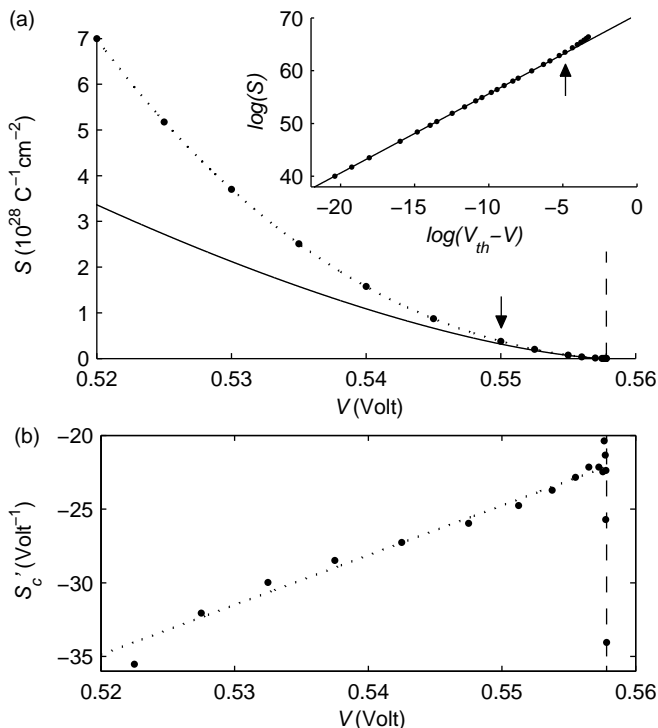 (a)
7
6
5
4
3
2
1
0
S (10²⁸ C⁻¹cm⁻²)
0.52 0.53 0.54 0.55 0.56
V (Volt)
70
60
50
40
log(S)
−20 −15 −10 −5 0
log(V_th−V)
(b)
−20
−25
−30
−35
S_c' (Volt⁻¹)
0.52 0.53 0.54 0.55 0.56
V (Volt)